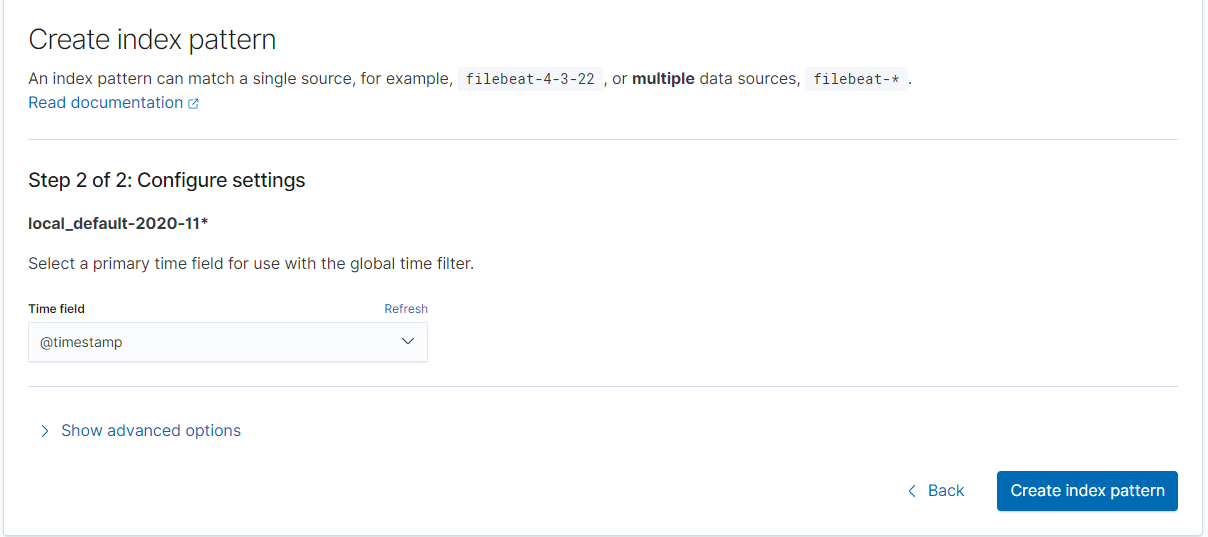 Create index pattern
An index pattern can match a single source, for example, filebeat-4-3-22 , or multiple data sources, filebeat-* .
Read documentation
Step 2 of 2: Configure settings
local_default-2020-11*
Select a primary time field for use with the global time filter.
Time field Refresh
@timestamp
Show advanced options
Back Create index pattern